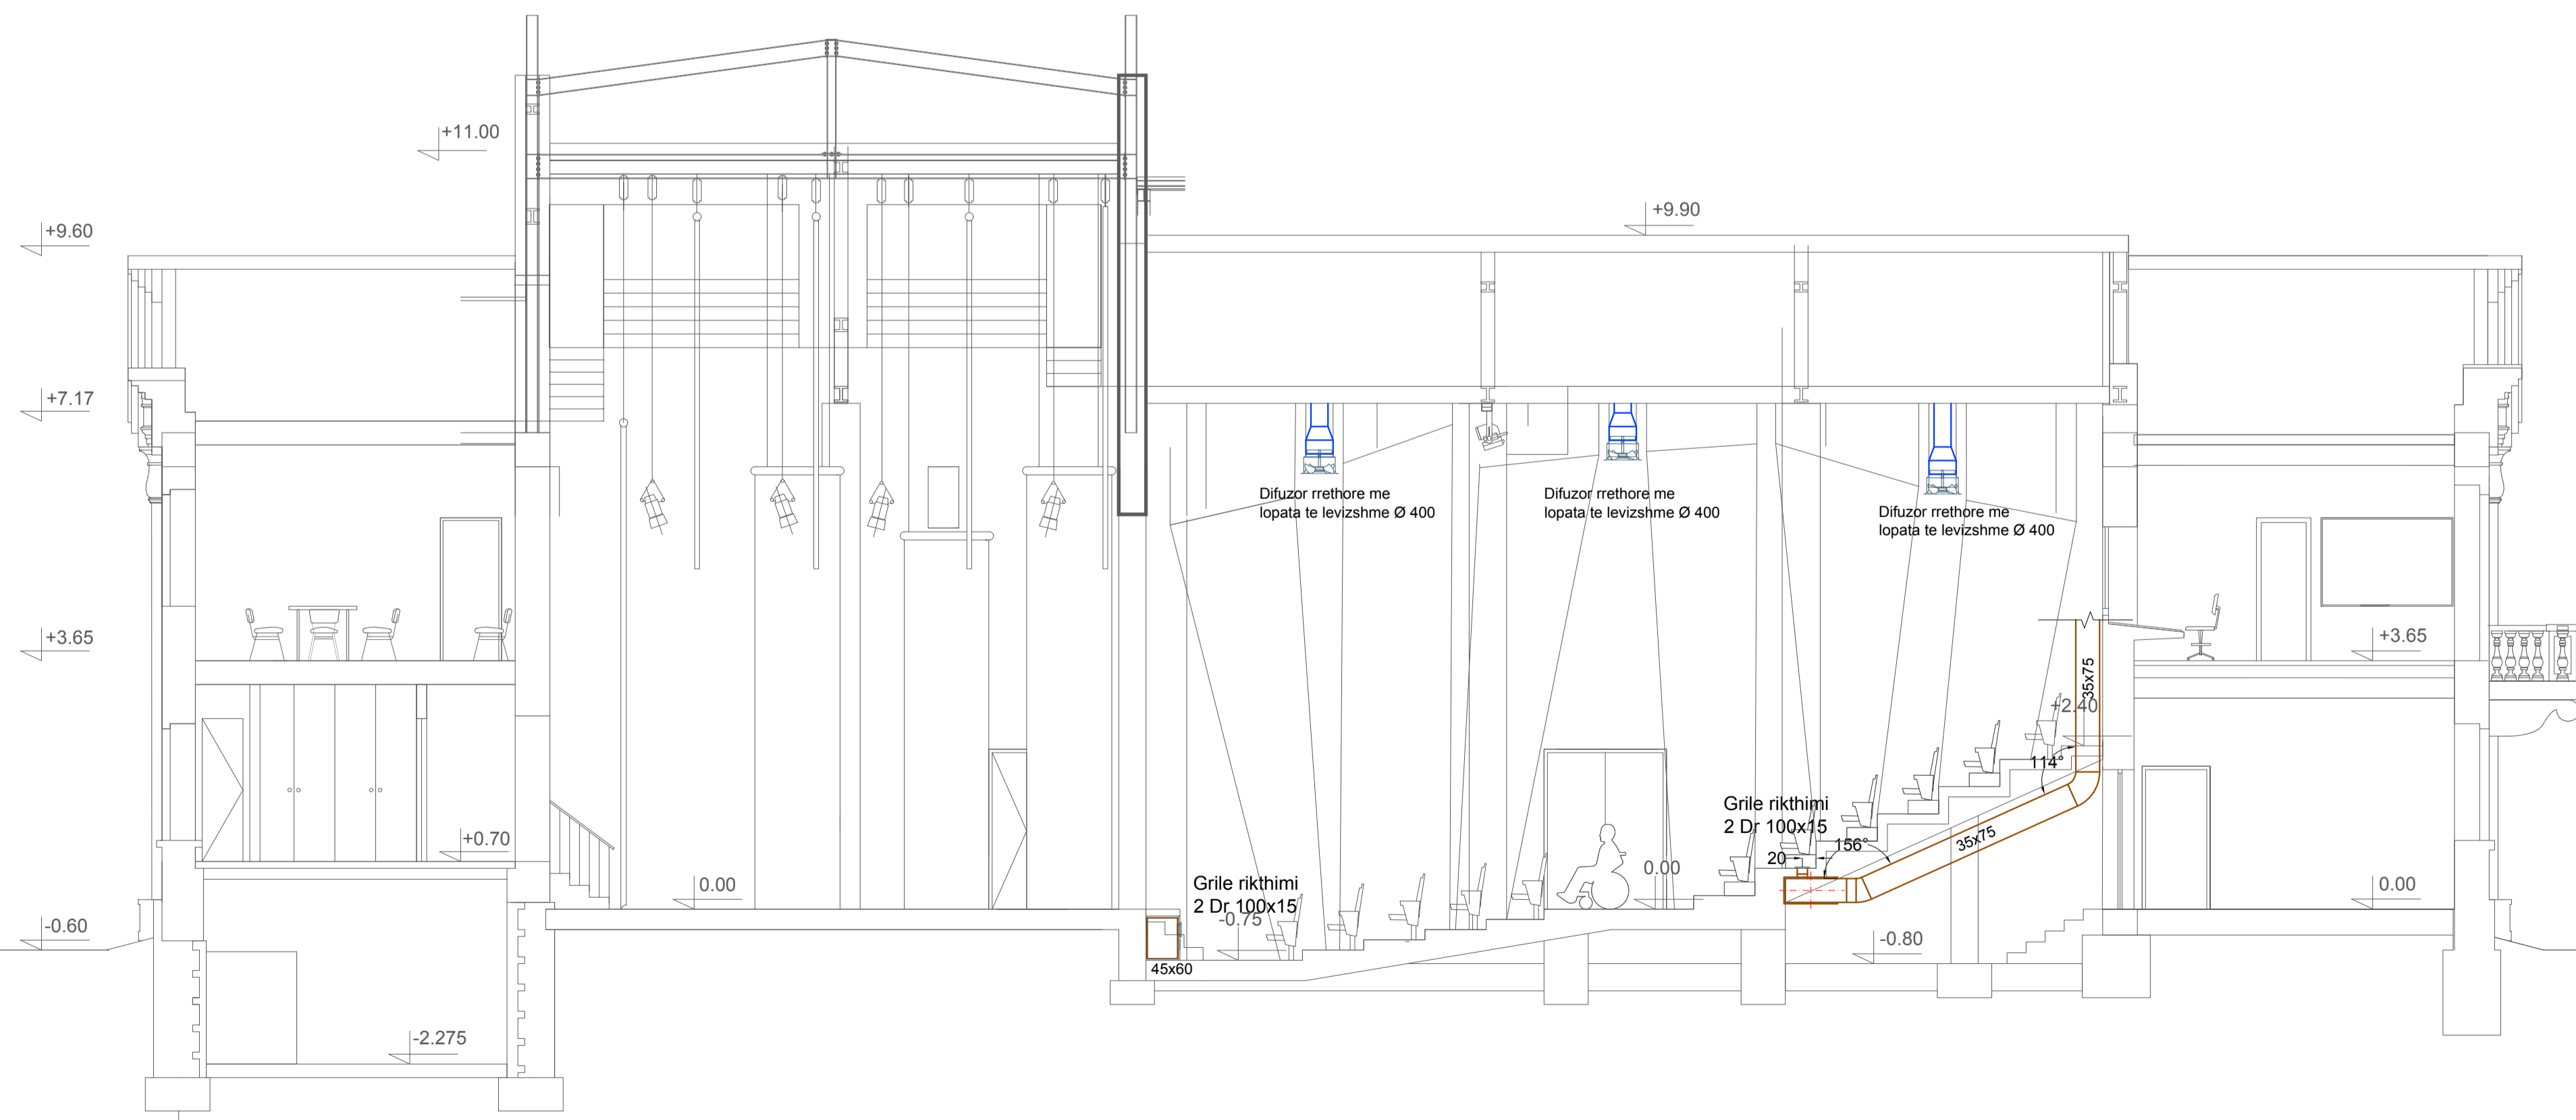 +11.00
+9.60
+9.90
+7.17
Difuzor rrethore me
lopata te levizshme Ø 400
Difuzor rrethore me
lopata te levizshme Ø 400
Difuzor rrethore me
lopata te levizshme Ø 400
+3.65
+3.65
35x75
+2.40
114°
Grile rikthimi
2 Dr 100x15
156°
35x75
20
+0.70
0.00
Grile rikthimi
2 Dr 100x15
-0.75
0.00
0.00
-0.60
-0.80
45x60
-2.275